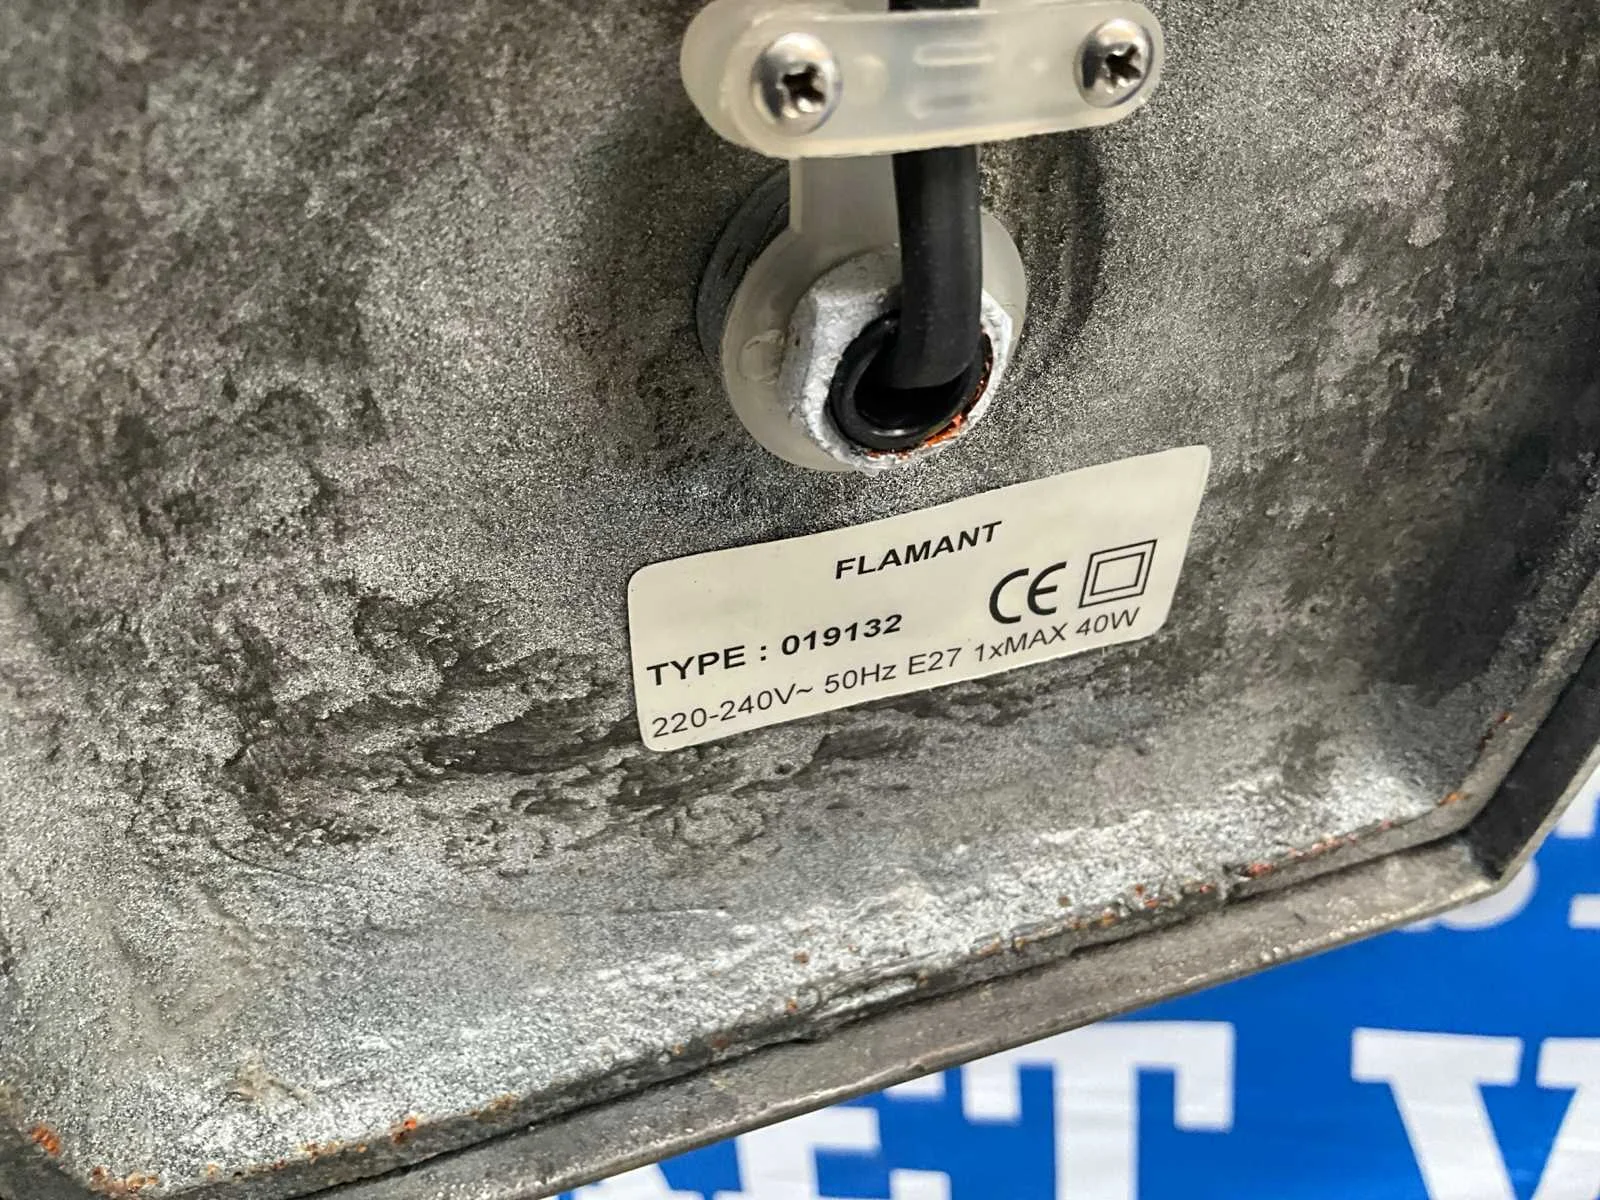 FLAMANT
TYPE : 019132 CE
220-240V~ 50Hz E27 1xMAX 40W